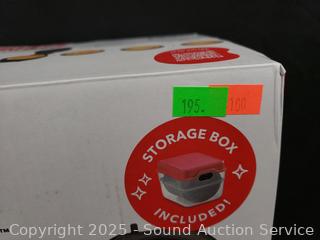 195.
100
STORAGE BOX
INCLUDED!
Copyright 2025 - Sound Auction Service